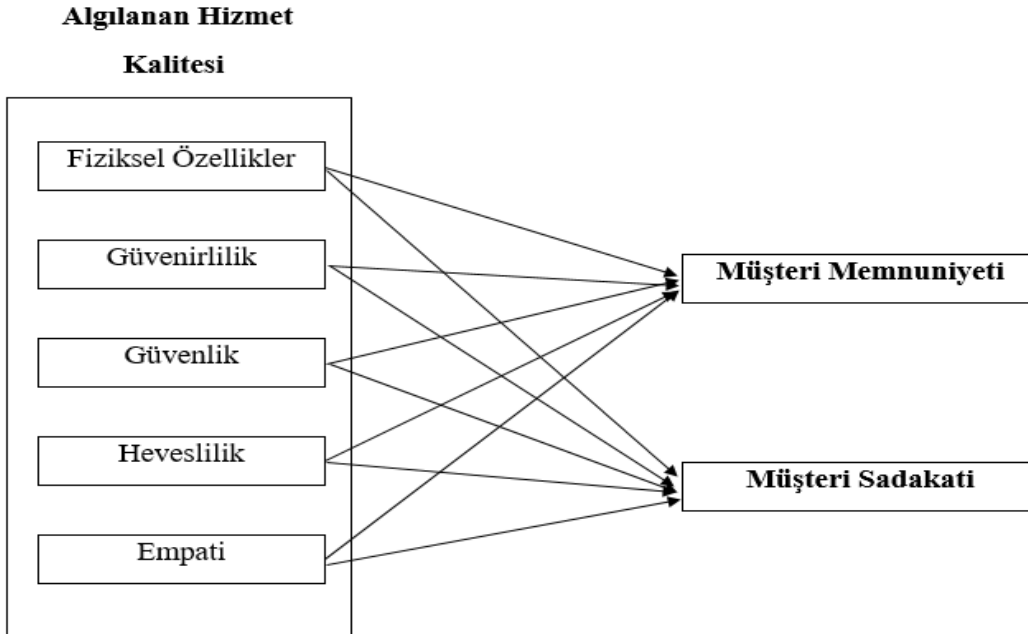 Algılanan Hizmet
Kalitesi
Fiziksel Özellikler
Güvenirlilik
Güvenlik
Heveslilik
Empati
Müşteri Memnuniyeti
Müşteri Sadakati